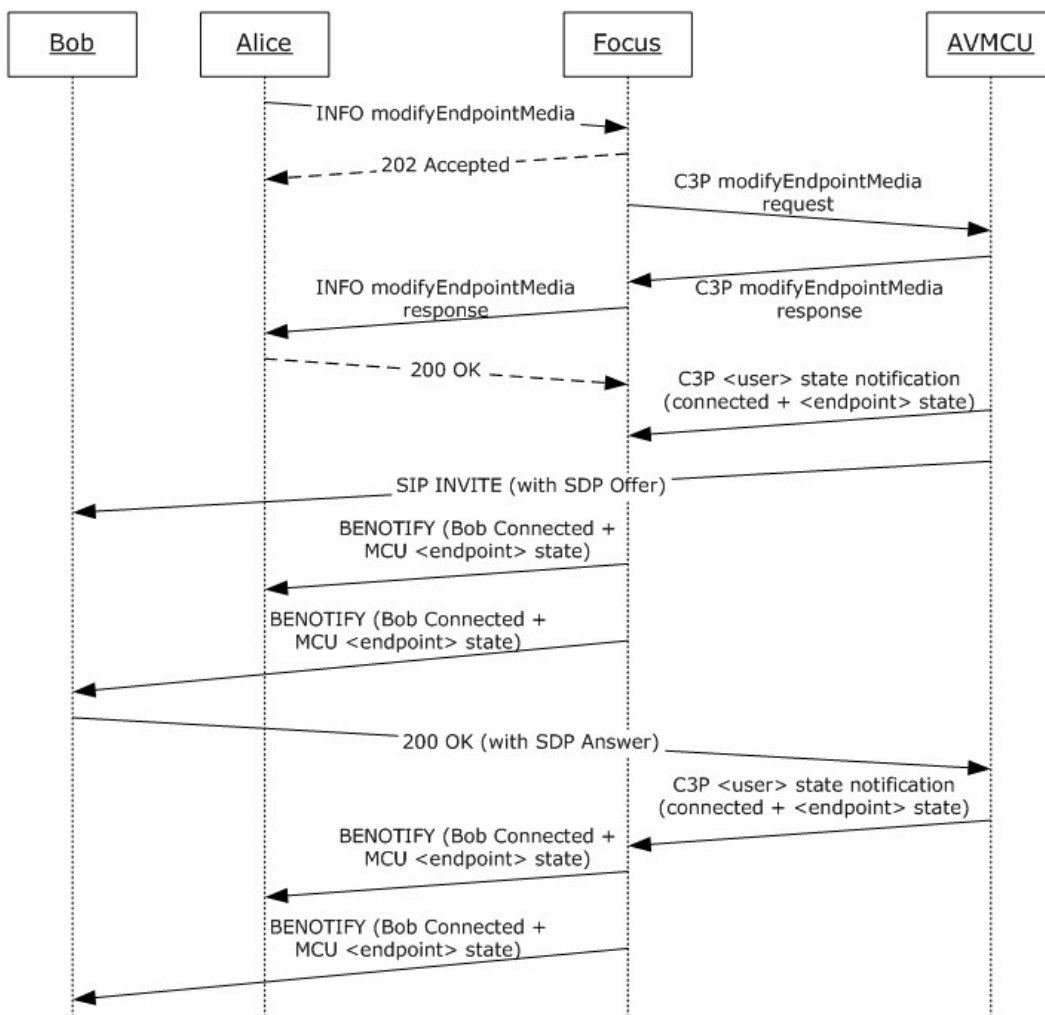 Bob
Alice
Focus
AVMCU
INFO modifyEndpointMedia
202 Accepted
C3P modifyEndpointMedia
request
INFO modifyEndpointMedia
response
C3P modifyEndpointMedia
response
200 OK
C3P <user> state notification
(connected + <endpoint> state)
SIP INVITE (with SDP Offer)
BENOTIFY (Bob Connected +
MCU <endpoint> state)
BENOTIFY (Bob Connected +
MCU <endpoint> state)
200 OK (with SDP Answer)
C3P <user> state notification
(connected + <endpoint> state)
BENOTIFY (Bob Connected +
MCU <endpoint> state)
BENOTIFY (Bob Connected +
MCU <endpoint> state)